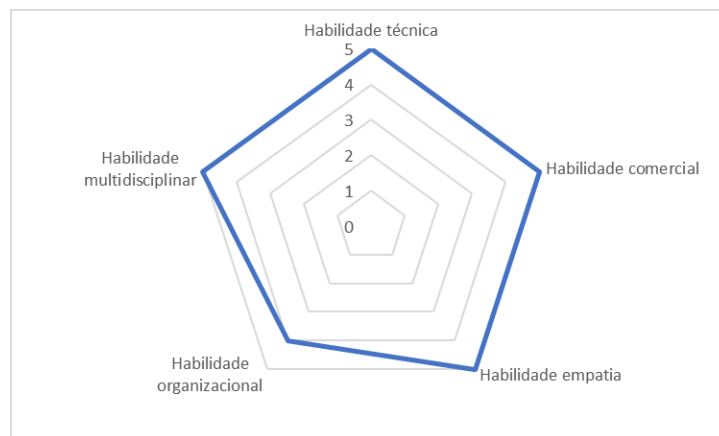 Habilidade técnica
5
4
3
2
1
0
Habilidade
multidisciplinar
Habilidade comercial
Habilidade
organizacional
Habilidade empatia